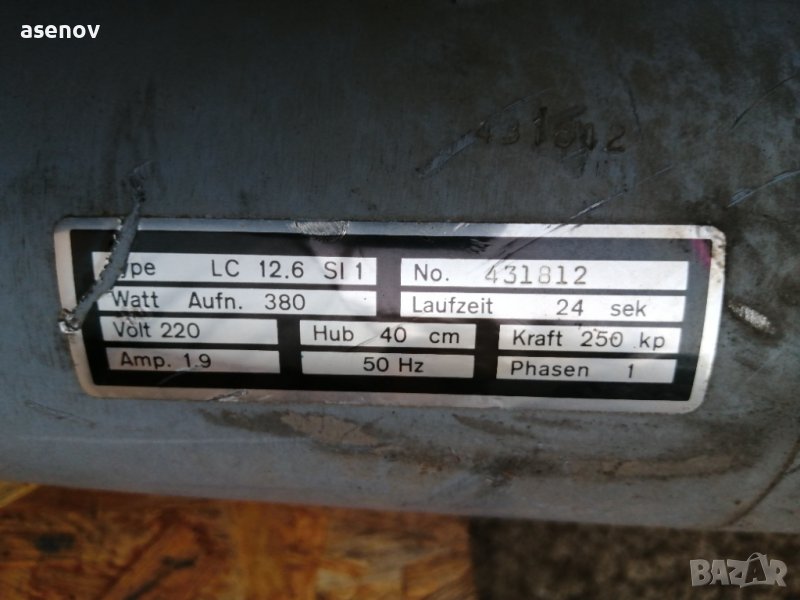 asenov
431812
Type LC 12.6 SI 1
No. 431812
Watt Aufn. 380
Laufzeit 24 sek
Volt 220
Hub 40 cm
Kraft 250 kp
Amp. 1.9
50 Hz
Phasen 1
BAZAR